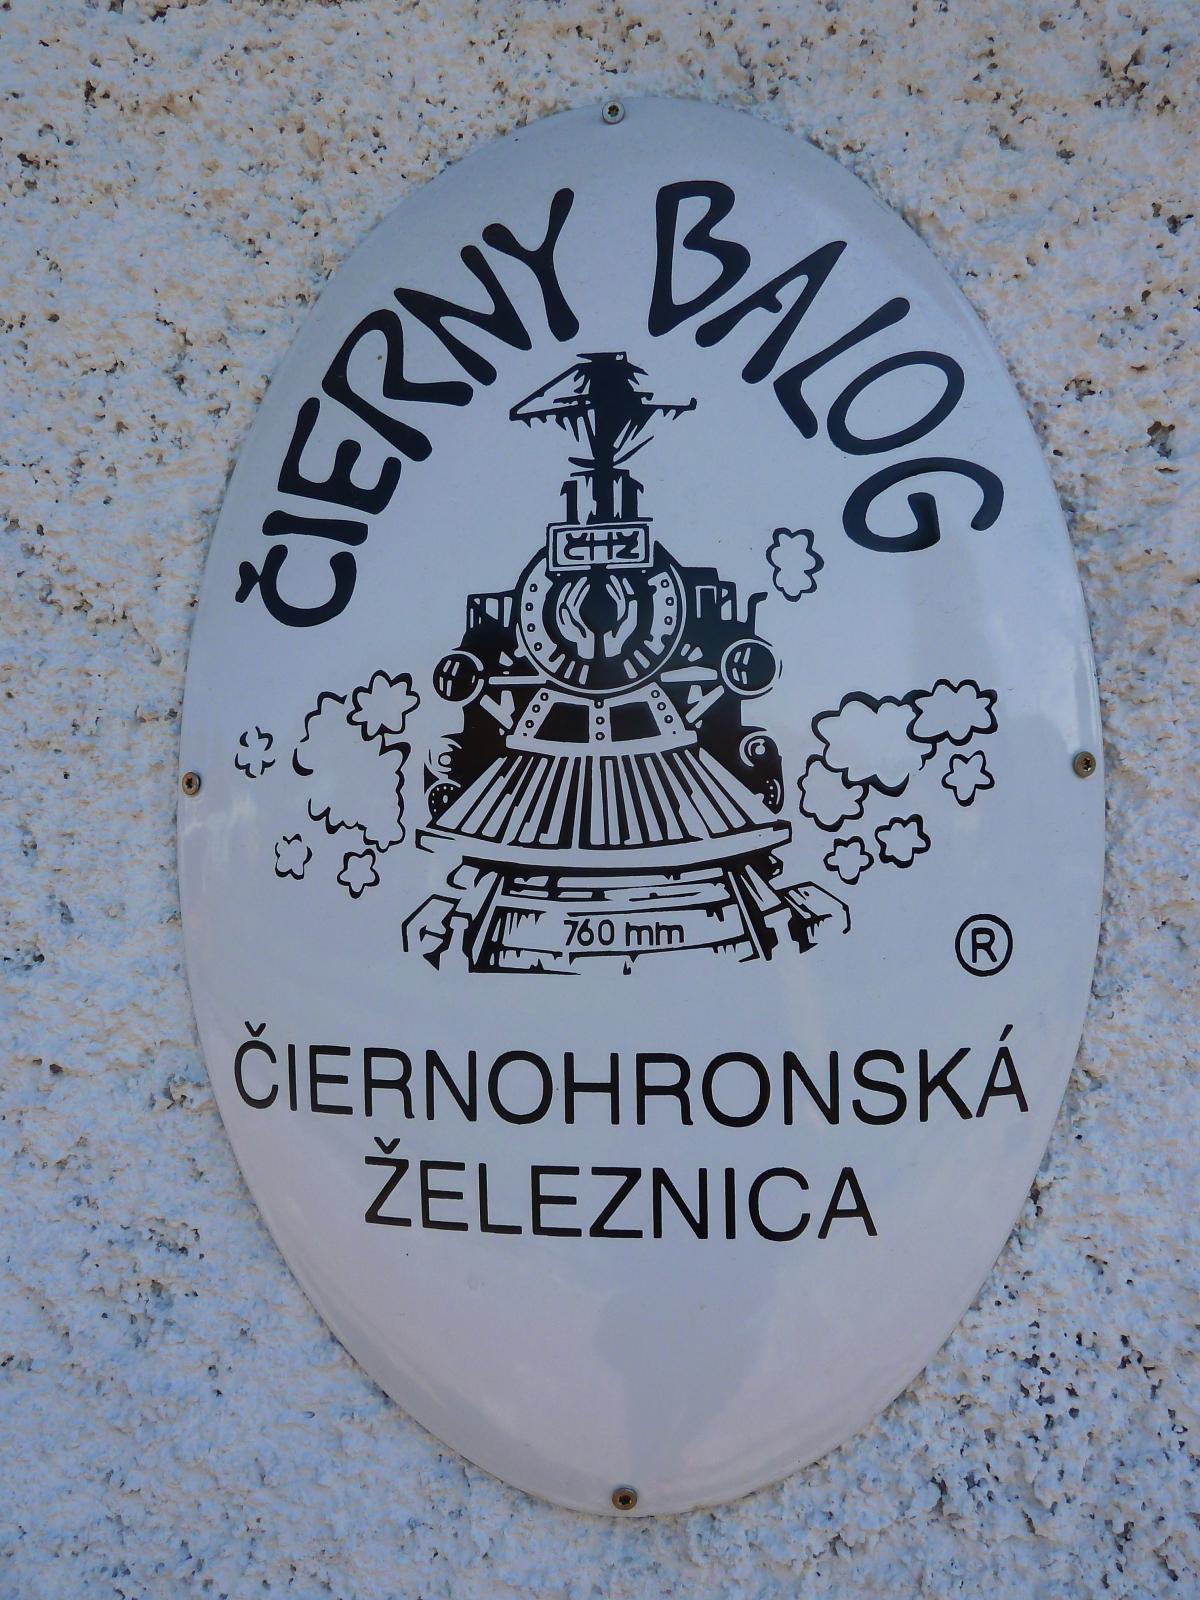 ČIERNY BALOG
ČHŽ
760 mm
®
ČIERNOHRONSKÁ
ŽELEZNICA